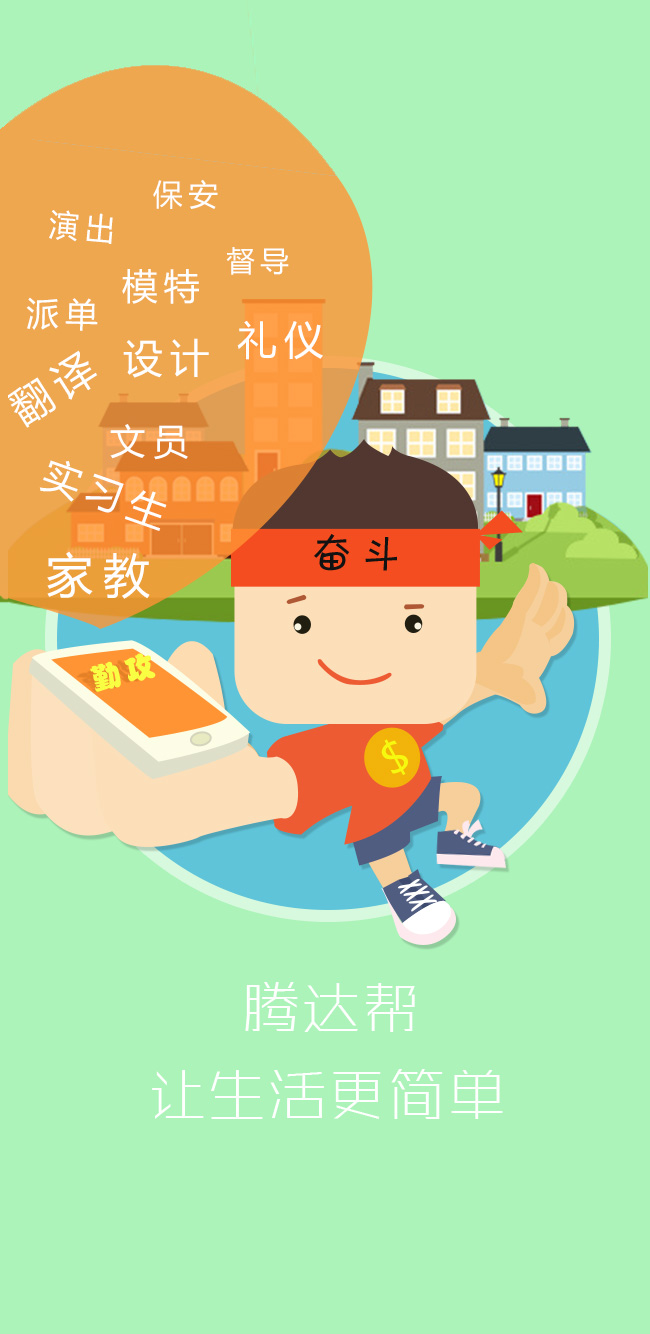 保安
演出
督导
模特
派单
礼仪
设计
翻译
文员
实习生
奋斗
家教
勤攻
$
腾达帮
让生活更简单